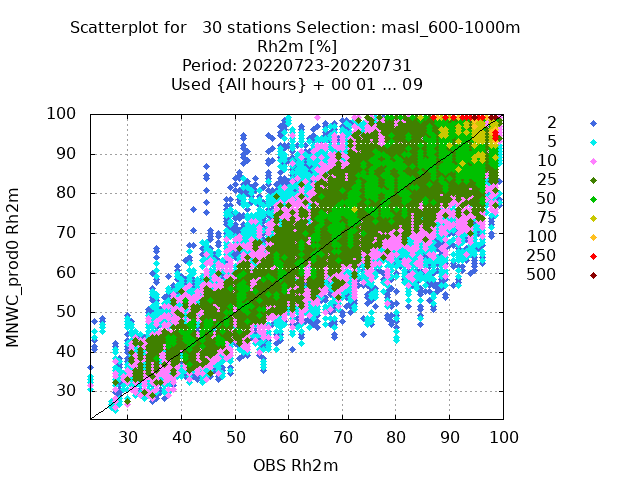 Scatterplot for   30 stations Selection: masl_600-1000m
Rh2m [%]
Period: 20220723-20220731
Used {All hours} + 00 01 ... 09
100
90
80
70
60
50
40
30
MNWC_prod0 Rh2m
30 40 50 60 70 80 90 100
OBS Rh2m
2
5
10
25
50
75
100
250
500